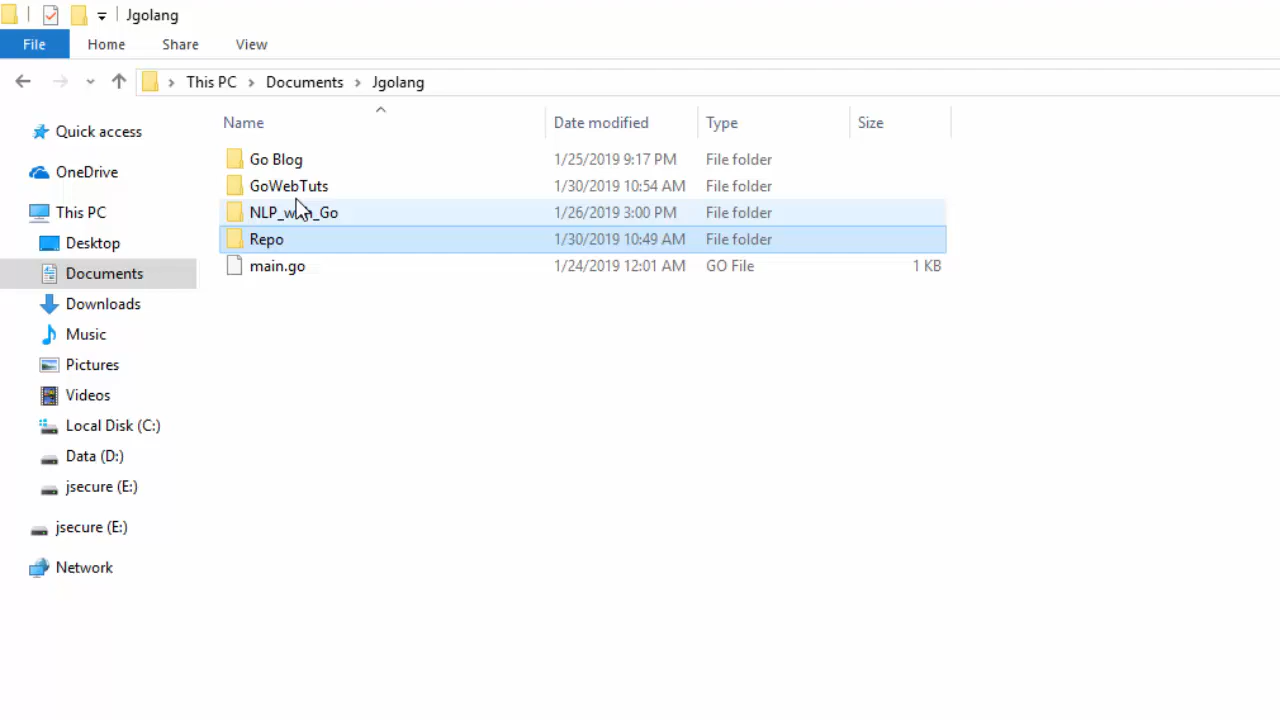 Jgolang
File Home Share View
This PC Documents Jgolang
Name Date modified Type Size
Quick access
OneDrive
This PC
Desktop
Documents
Downloads
Music
Pictures
Videos
Local Disk (C:)
Data (D:)
jsecure (E:)
jsecure (E:)
Network
Go Blog 1/25/2019 9:17 PM File folder
GoWebTuts 1/30/2019 10:54 AM File folder
1/26/2019 3:00 PM File folder
Repo 1/30/2019 10:49 AM File folder
main.go 1/24/2019 12:01 AM GO File 1 KB